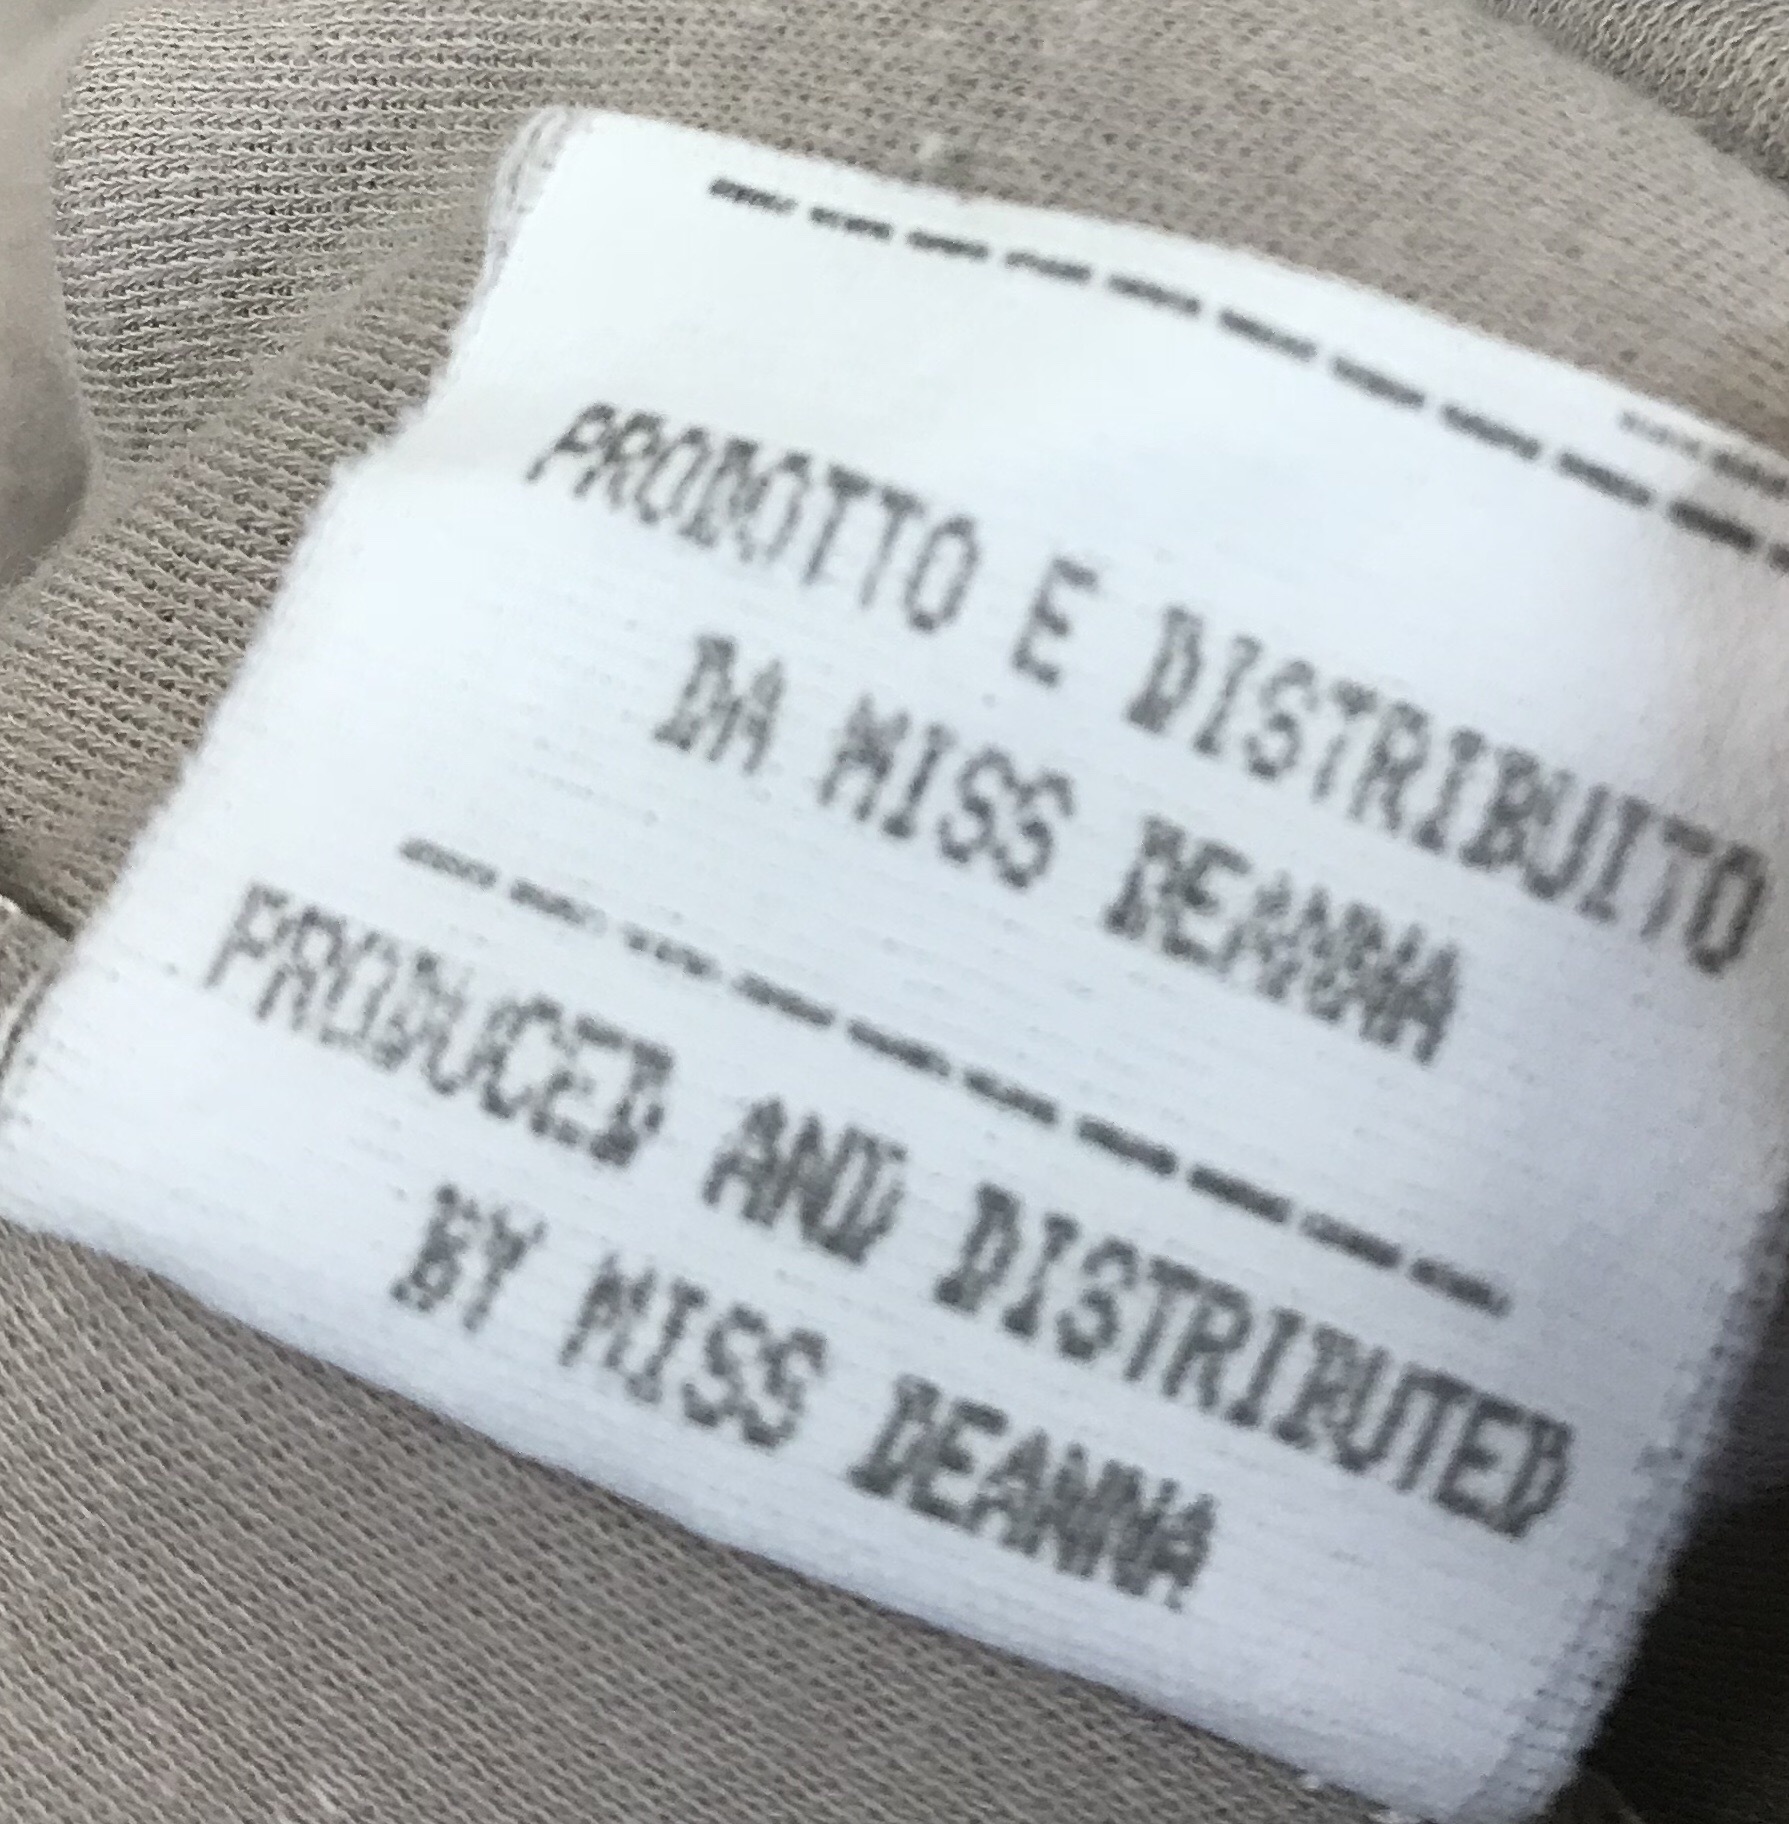 PRODOTTO E DISTRIBUITO
DA MISS DEANNA
PRODUCED AND DISTRIBUTED
BY MISS DEANNA